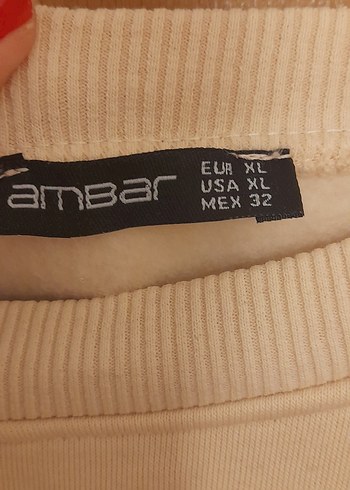 amBar
EUR XL
USA XL
MEX 32